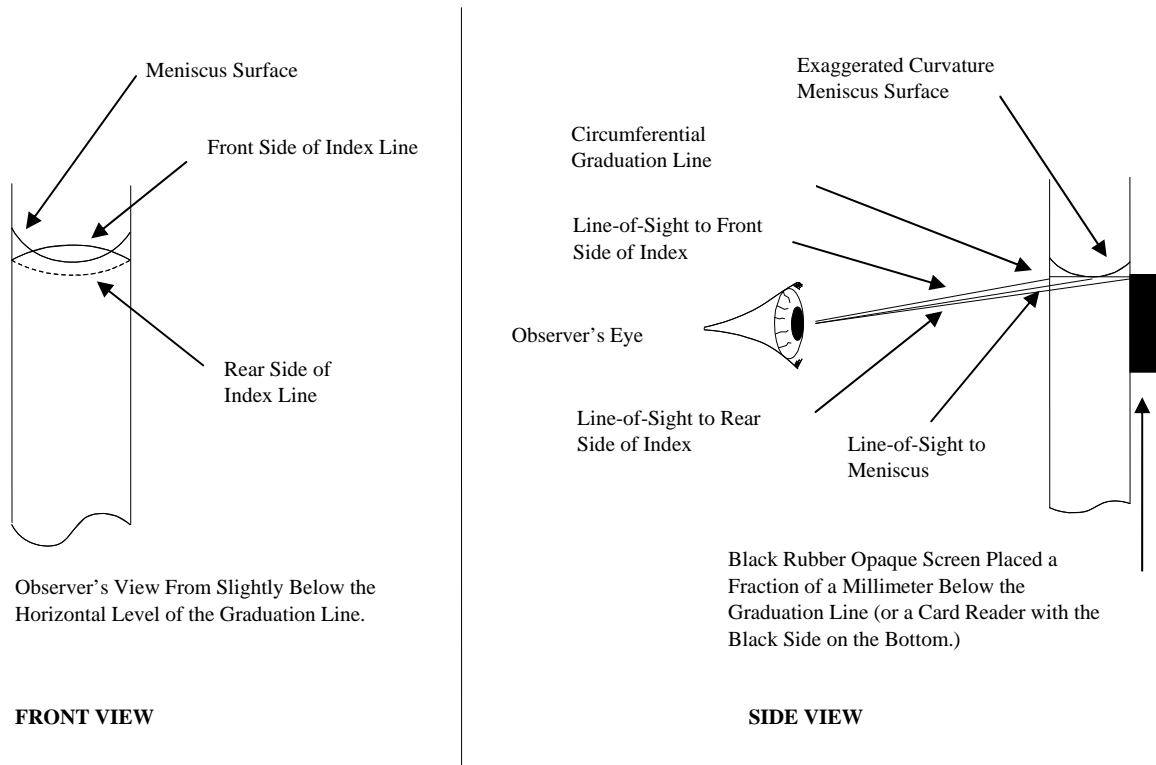 Meniscus Surface
Front Side of Index Line
Rear Side of
Index Line
Observer’s View From Slightly Below the
Horizontal Level of the Graduation Line.
FRONT VIEW
Exaggerated Curvature
Meniscus Surface
Circumferential
Graduation Line
Line-of-Sight to Front
Side of Index
Observer’s Eye
Line-of-Sight to Rear
Side of Index
Line-of-Sight to
Meniscus
Black Rubber Opaque Screen Placed a
Fraction of a Millimeter Below the
Graduation Line (or a Card Reader with the
Black Side on the Bottom.)
SIDE VIEW